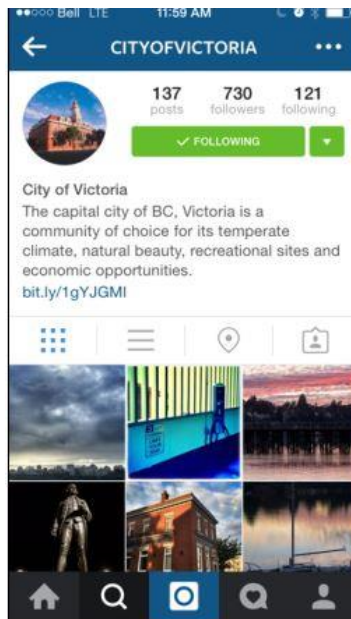 ●●○○○ Bell LTE 11:59 AM
CITYOFVICTORIA
137 730 121
posts followers following
✓ FOLLOWING
City of Victoria
The capital city of BC, Victoria is a
community of choice for its temperate
climate, natural beauty, recreational sites and
economic opportunities.
bit.ly/1gYJGMI